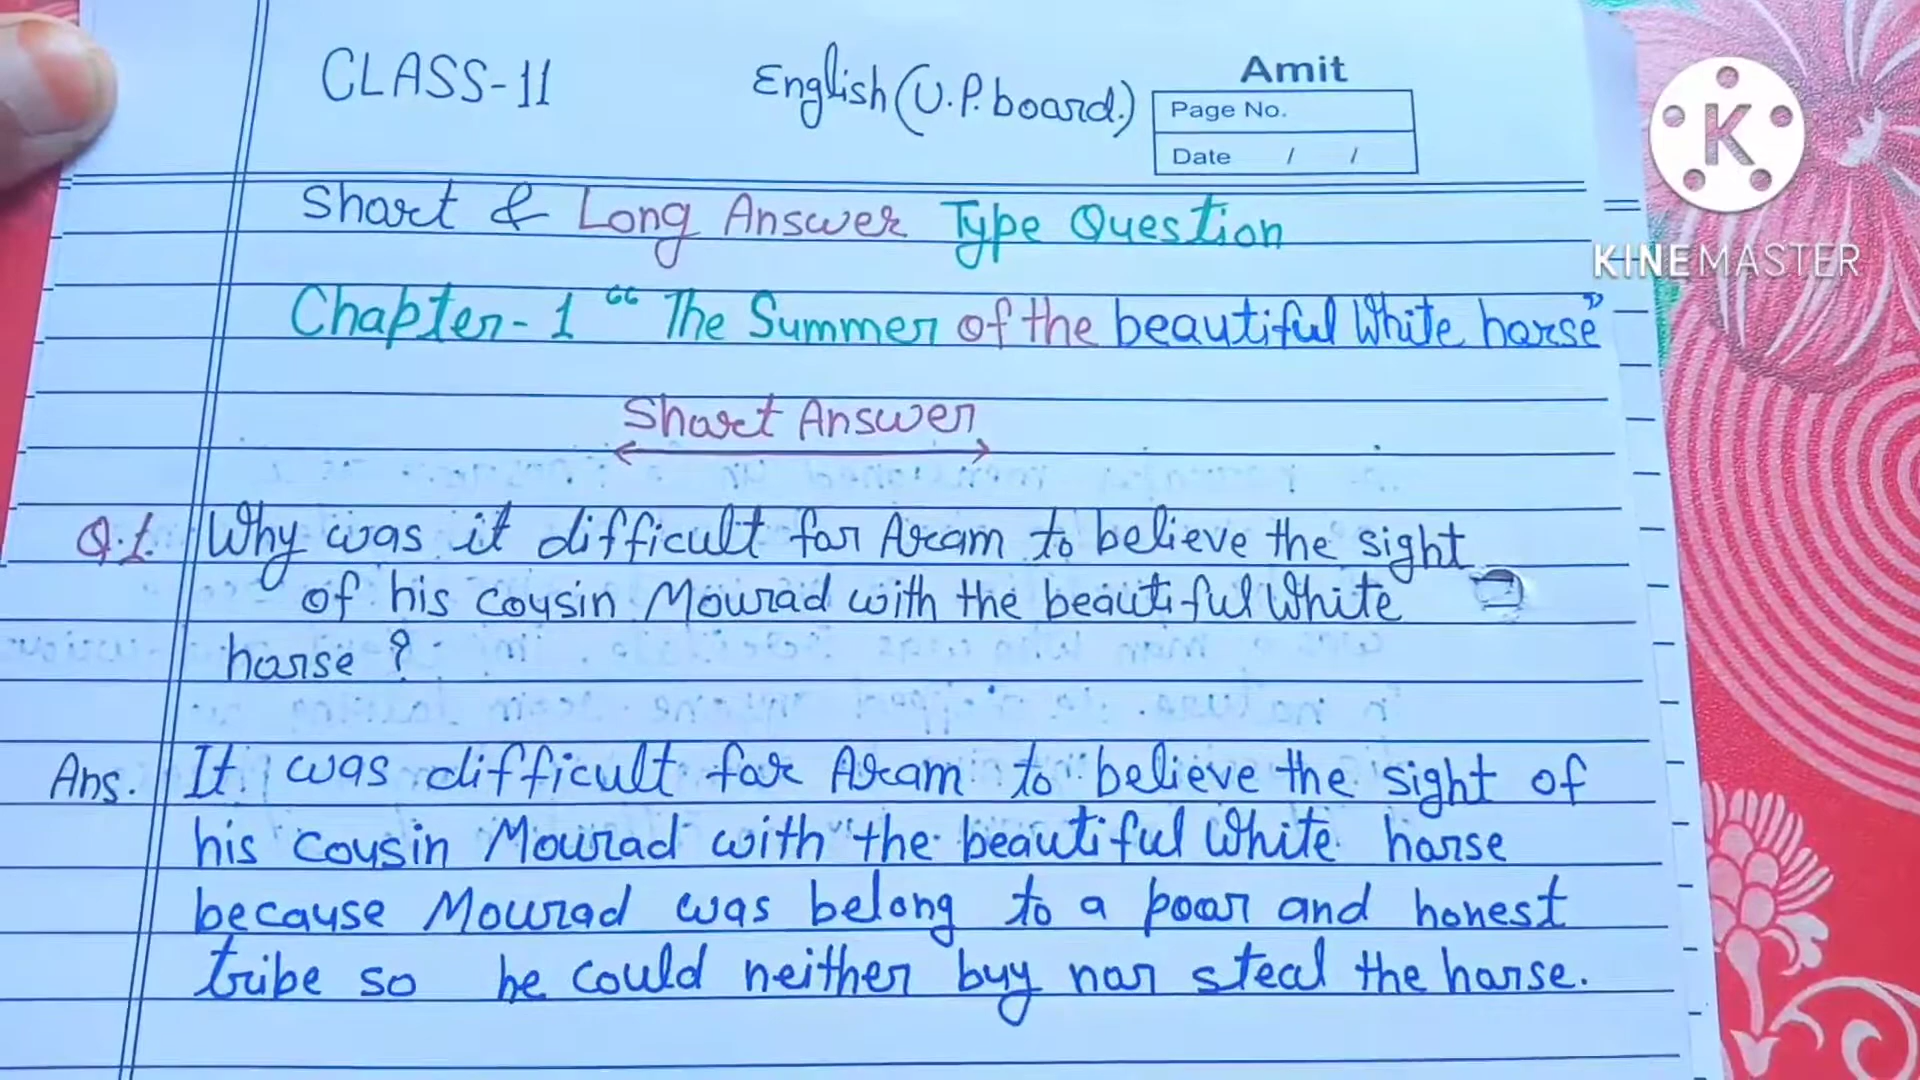 CLASS-11 English (U.P. board.)
Amit
Page No.
Date / /
K
KINEMASTER
Short & Long Answer Type Question
Chapter-1 "The Summer of the beautiful White horse"
Short Answer
Q.1. Why was it difficult for Aram to believe the sight
of his cousin Mourad with the beautiful White
horse ?
Ans. It was difficult for Aram to believe the sight of
his cousin Mourad with the beautiful White horse
because Mourad was belong to a poor and honest
tribe so he could neither buy nor steal the horse.